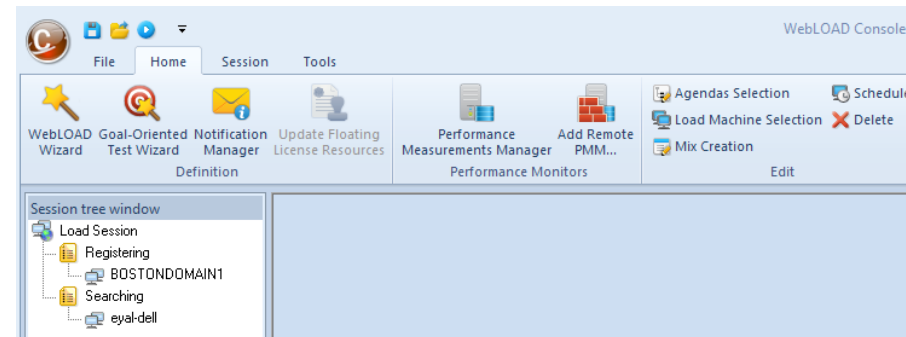 WebLOAD Console
File Home Session Tools
WebLOAD Wizard
Goal-Oriented Test Wizard
Notification Manager
Update Floating License Resources
Definition
Performance Measurements Manager
Add Remote PMM...
Performance Monitors
Agendas Selection
Load Machine Selection
Mix Creation
Schedule
Delete
Edit
Session tree window
Load Session
Registering
BOSTONDOMAIN1
Searching
eyal-dell